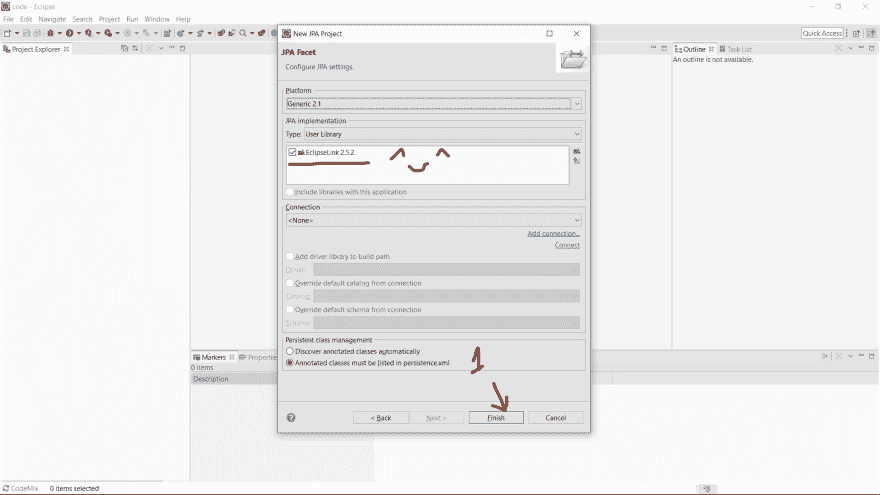 code - Eclipse
File Edit Navigate Search Project Run Window Help
Quick Access
Project Explorer
Outline Task List
An outline is not available.
New JPA Project
JPA Facet
Configure JPA settings.
Platform
Generic 2.1
JPA implementation
Type: User Library
EclipseLink 2.5.2
Include libraries with this application
Connection
<None>
Add connection...
Connect
Add driver library to build path
Driver:
Override default catalog from connection
Catalog:
Override default schema from connection
Schema:
Persistent class management
Discover annotated classes automatically
Annotated classes must be listed in persistence.xml
1
? < Back Next > Finish Cancel
Markers Properties
0 items
Description
CodeMix 0 items selected